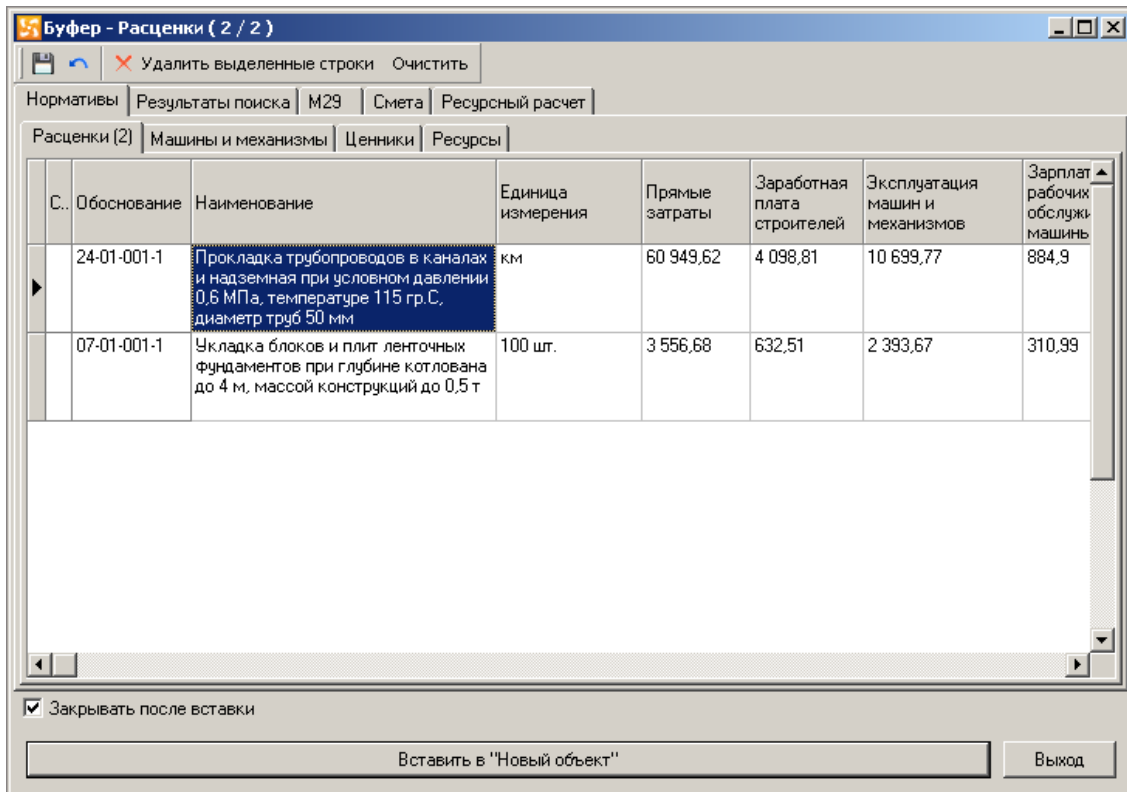 Буфер - Расценки ( 2 / 2 )
Удалить выделенные строки Очистить
Нормативы Результаты поиска М29 Смета Ресурсный расчет
Расценки (2) Машины и механизмы Ценники Ресурсы
С.. Обоснование Наименование Единица измерения Прямые затраты Заработная плата строителей Эксплуатация машин и механизмов Зарплат рабочих обслужи машинь
24-01-001-1 Прокладка трубопроводов в каналах км 60 949,62 4 098,81 10 699,77 884,9
и надземная при условном давлении
0,6 МПа, температуре 115 гр.С,
диаметр труб 50 мм
07-01-001-1 Укладка блоков и плит ленточных 100 шт. 3 556,68 632,51 2 393,67 310,99
фундаментов при глубине котлована
до 4 м, массой конструкций до 0,5 т
Закрывать после вставки
Вставить в "Новый объект" Выход